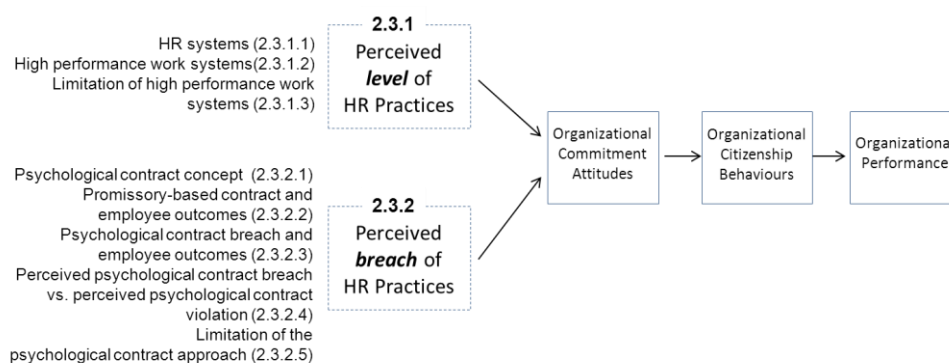 HR systems (2.3.1.1)
High performance work systems(2.3.1.2)
Limitation of high performance work
systems (2.3.1.3)
2.3.1
Perceived
level of
HR Practices
Psychological contract concept (2.3.2.1)
Promissory-based contract and
employee outcomes (2.3.2.2)
Psychological contract breach and
employee outcomes (2.3.2.3)
Perceived psychological contract breach
vs. perceived psychological contract
violation (2.3.2.4)
Limitation of the
psychological contract approach (2.3.2.5)
2.3.2
Perceived
breach of
HR Practices
Organizational
Commitment
Attitudes
Organizational
Citizenship
Behaviours
Organizationa
Performance